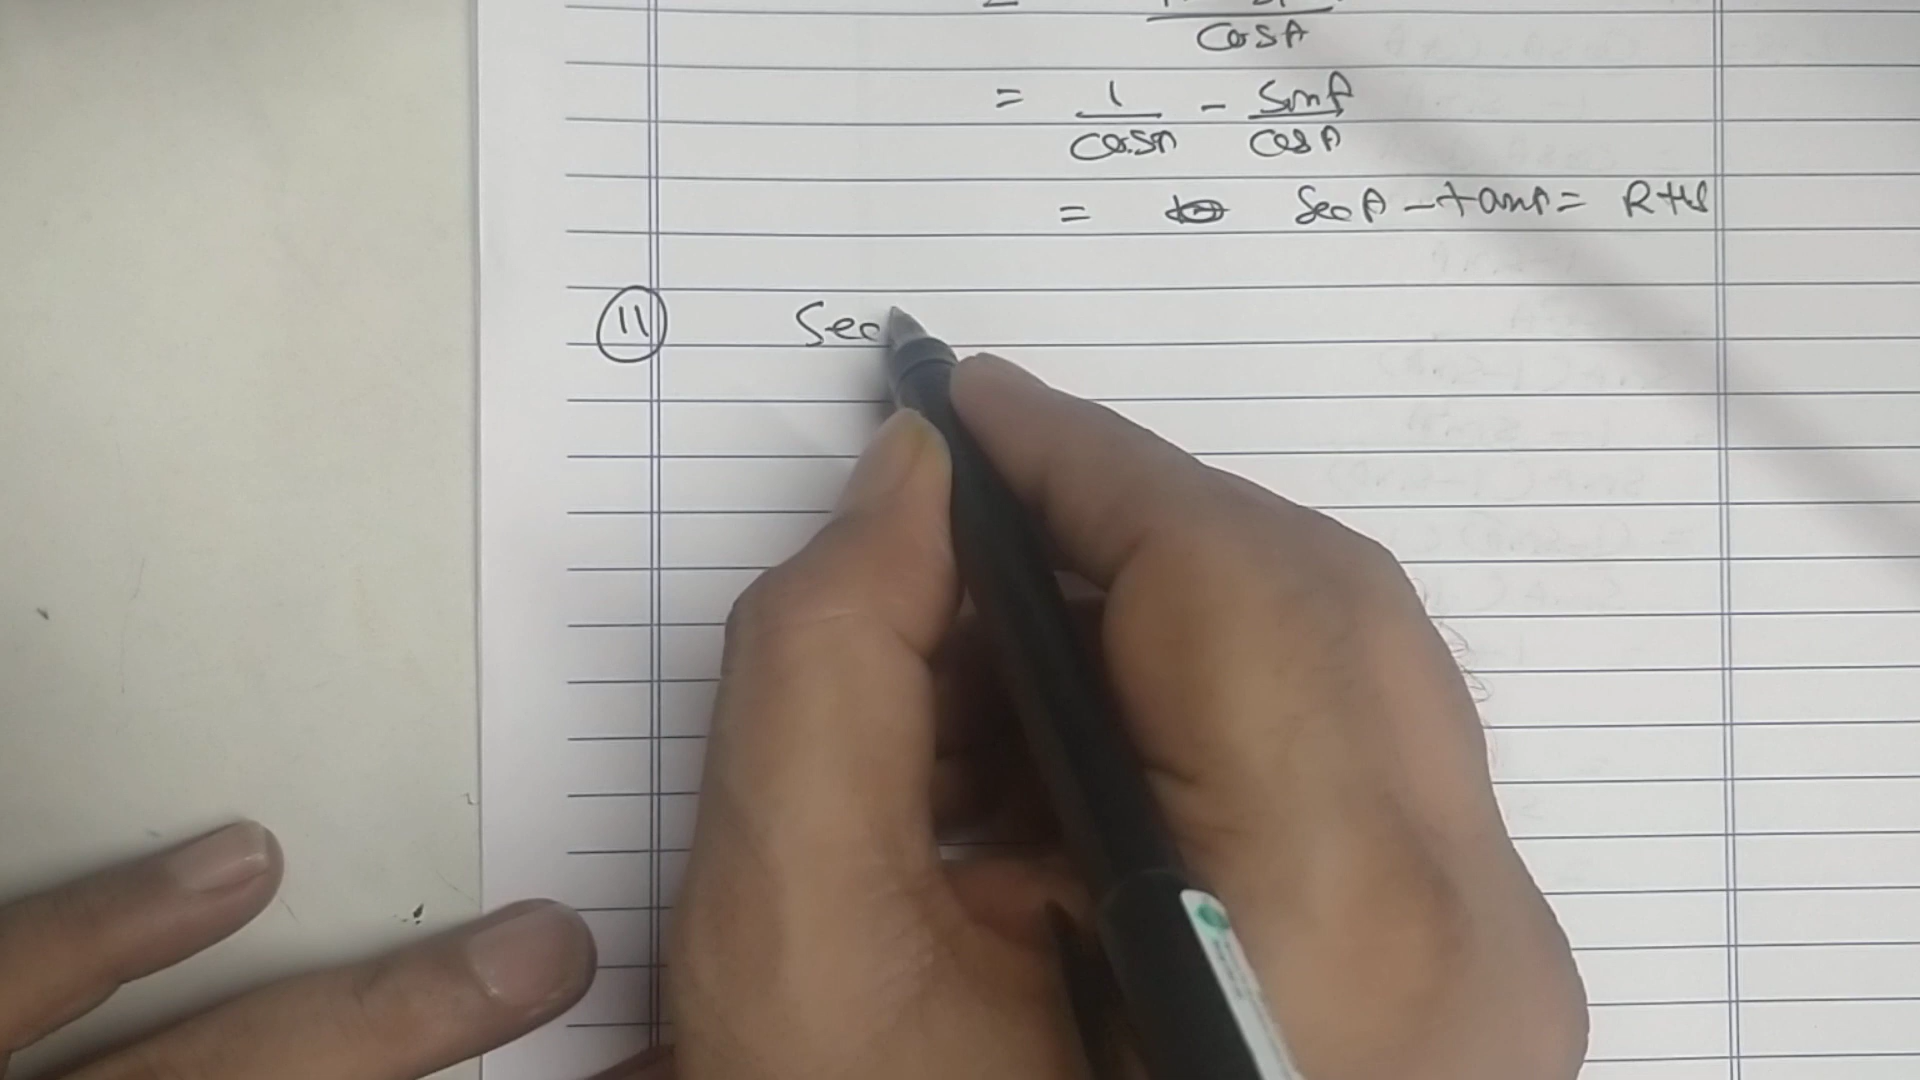 =
cosA
= 1/cosA - sinA/cosA
= secA - tanA = RHS
11 Sec